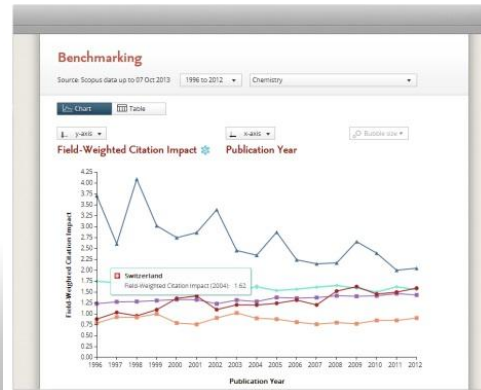 Benchmarking
Source: Scopus data up to 07 Oct 2013 1996 to 2012 Chemistry
Chart Table
y-axis x-axis Bubble size
Field-Weighted Citation Impact Publication Year
4.25
4.00
3.75
3.50
3.25
3.00
2.75
2.50
2.25
2.00
1.75
1.50
1.25
1.00
0.75
0.50
0.25
0.00
Field-Weighted Citation Impact
Switzerland
Field-Weighted Citation Impact (2004): 1.62
1996 1997 1998 1999 2000 2001 2002 2003 2004 2005 2006 2007 2008 2009 2010 2011 2012
Publication Year